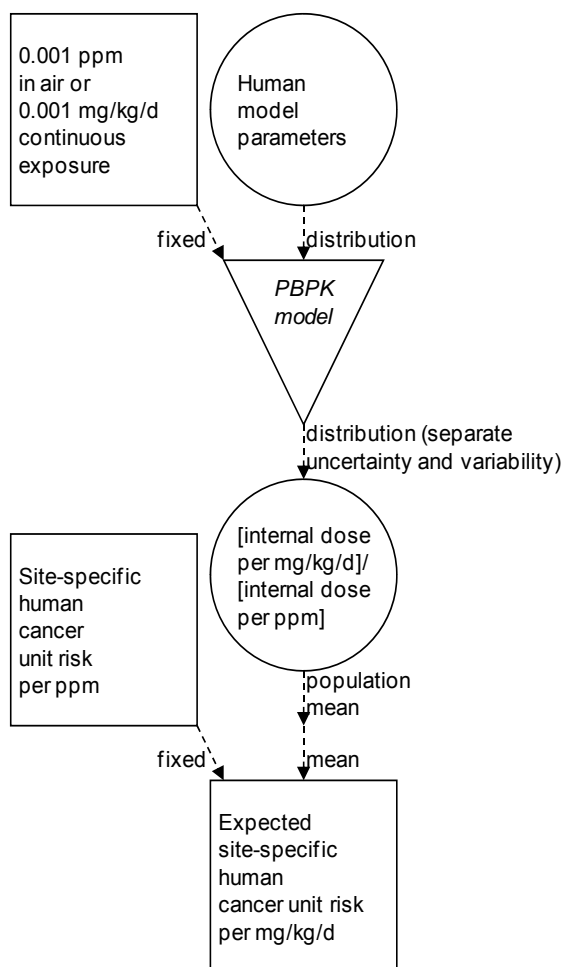 0.001 ppm
in air or
0.001 mg/kg/d
continuous
exposure
Human
model
parameters
fixed
distribution
PBPK
model
distribution (separate
uncertainty and variability)
[internal dose
per mg/kg/d]/
[internal dose
per ppm]
Site-specific
human
cancer
unit risk
per ppm
population
mean
fixed
mean
Expected
site-specific
human
cancer unit risk
per mg/kg/d